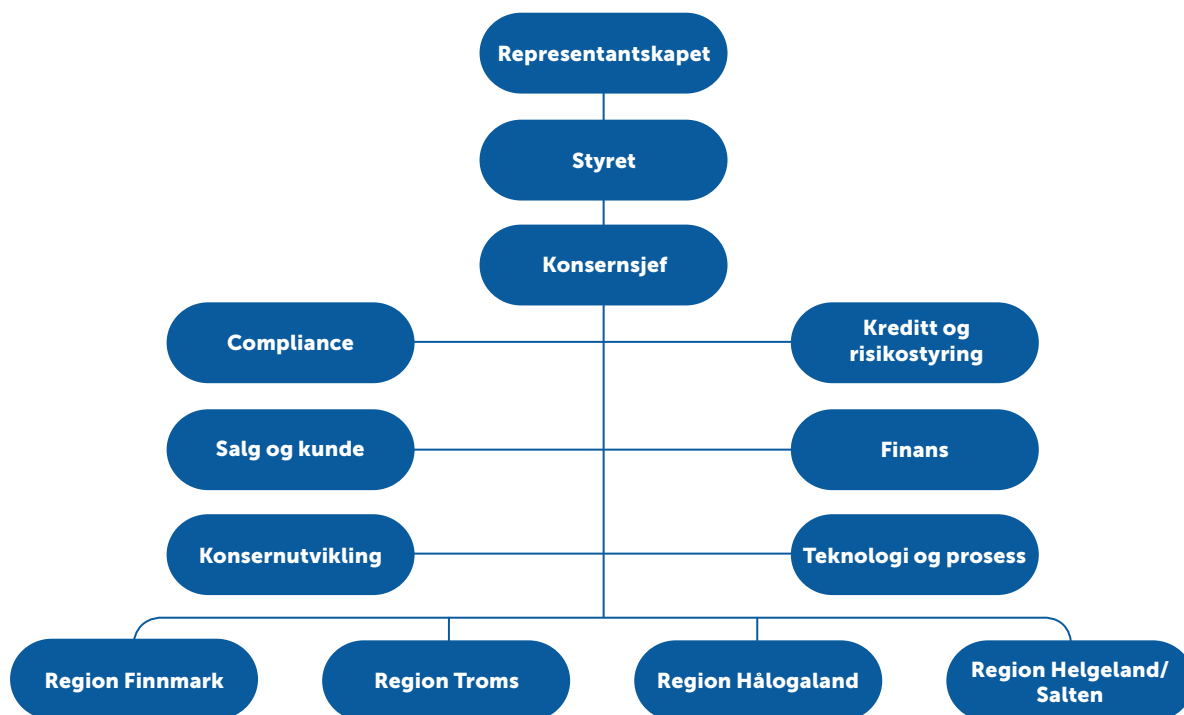 Representantskapet
Styret
Konsernsjef
Compliance
Kreditt og
risikostyring
Salg og kunde
Finans
Konsernutvikling
Teknologi og prosess
Region Finnmark
Region Troms
Region Hålogaland
Region Helgeland/
Salten